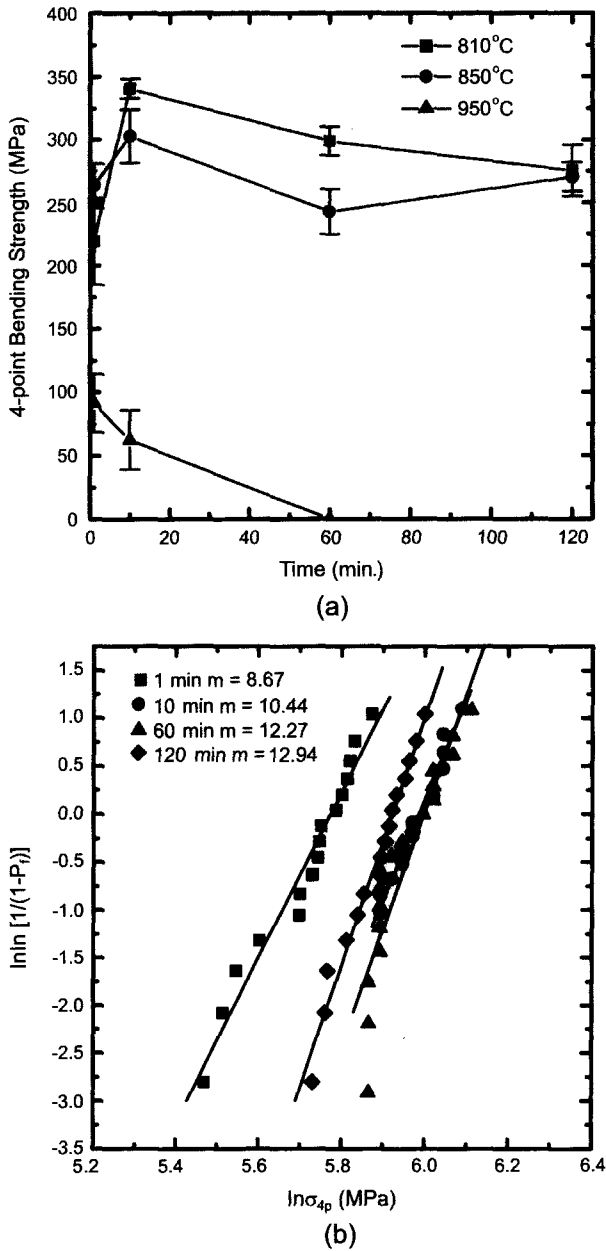 400
350
300
250
200
150
100
50
0
4-point Bending Strength (MPa)
810°C
850°C
950°C
0 20 40 60 80 100 120
Time (min.)
(a)
1.5
1.0
0.5
0.0
-0.5
-1.0
-1.5
-2.0
-2.5
-3.0
-3.5
lnln [1/(1-Pf)]
1 min m = 8.67
10 min m = 10.44
60 min m = 12.27
120 min m = 12.94
5.2 5.4 5.6 5.8 6.0 6.2 6.4
lnσ4p (MPa)
(b)